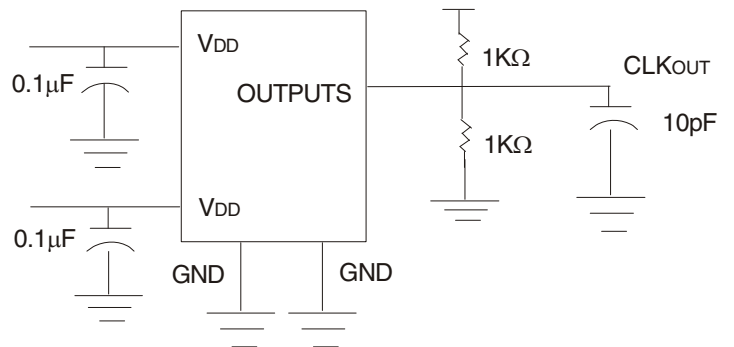 VDD
1KΩ
CLKOUT
0.1µF
OUTPUTS
10pF
1KΩ
VDD
0.1µF
GND
GND